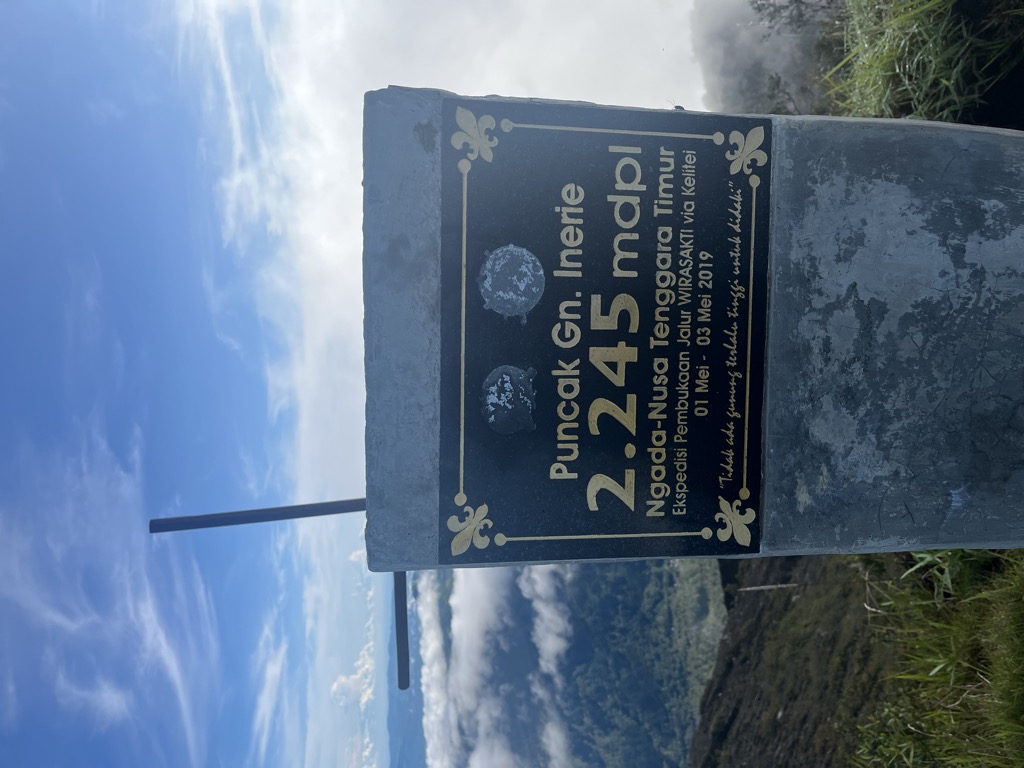 Puncak Gn. Inerie
2.245 mdpl
Ngada-Nusa Tenggara Timur
Ekspedisi Pembukaan Jalur WIRASAKTI via Kelitei
01 Mei - 03 Mei 2019
"Tidak ada gunung terlalu tinggi untuk didaki"